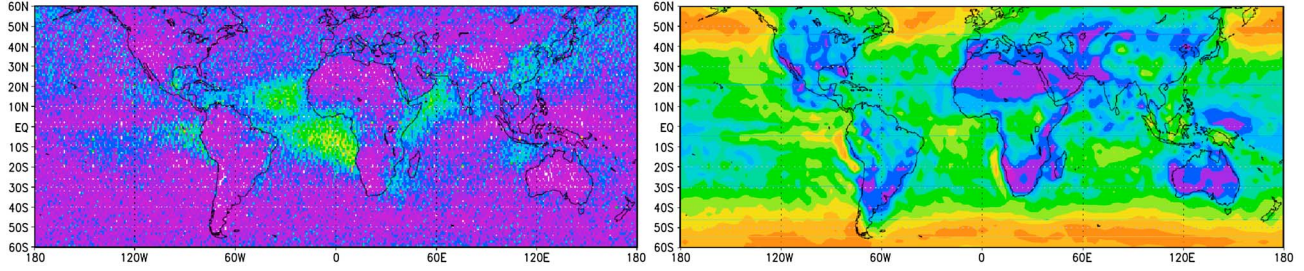 60N 60N
50N 50N
40N 40N
30N 30N
20N 20N
10N 10N
EQ EQ
10S 10S
20S 20S
30S 30S
40S 40S
50S 50S
60S 60S
180 120W 60W 0 60E 120E 180 180 120W 60W 0 60E 120E 180